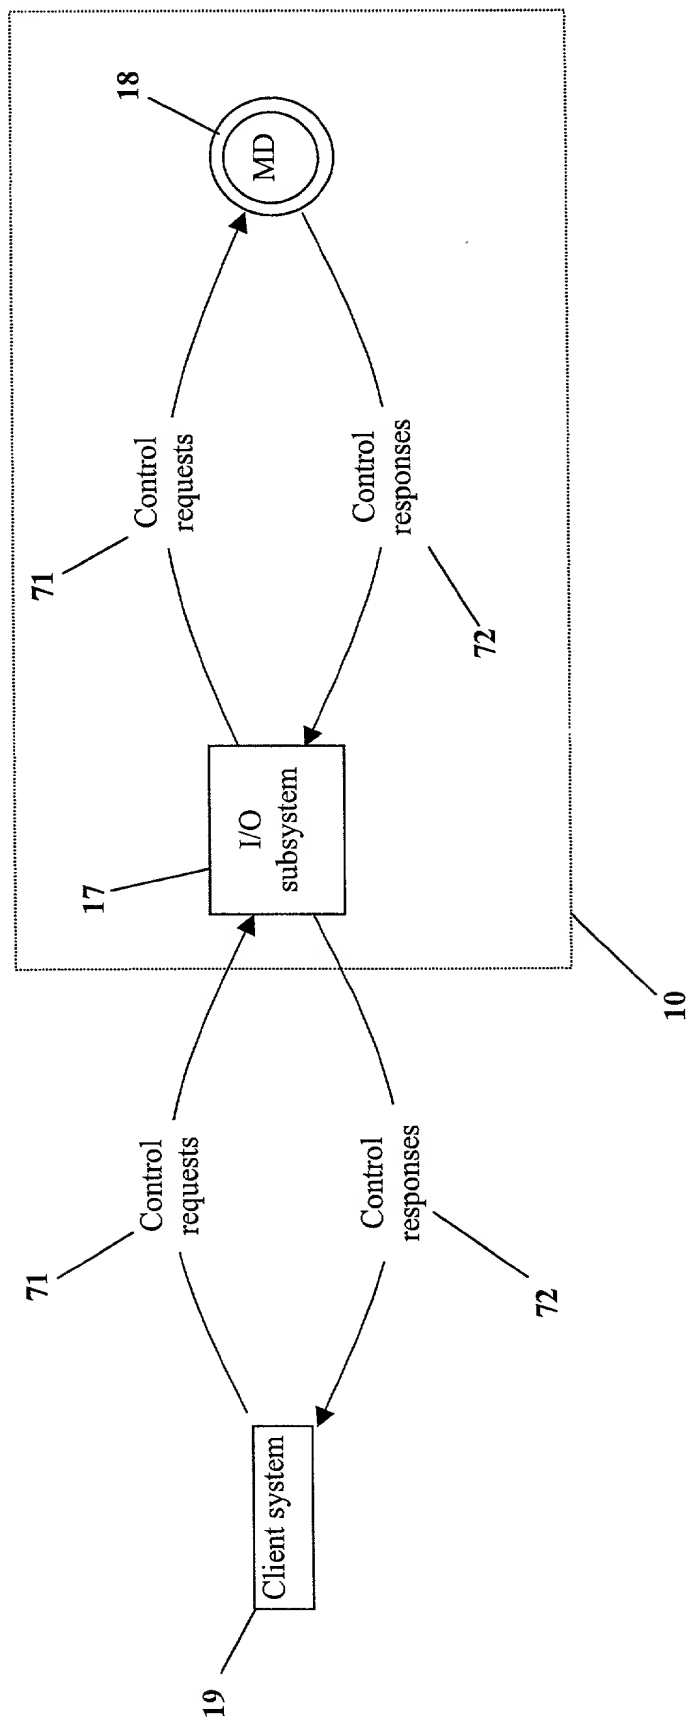 71
Control
requests
71
Control
requests
18
MD
17
I/O
subsystem
19
Client system
Control
responses
72
Control
responses
72
10